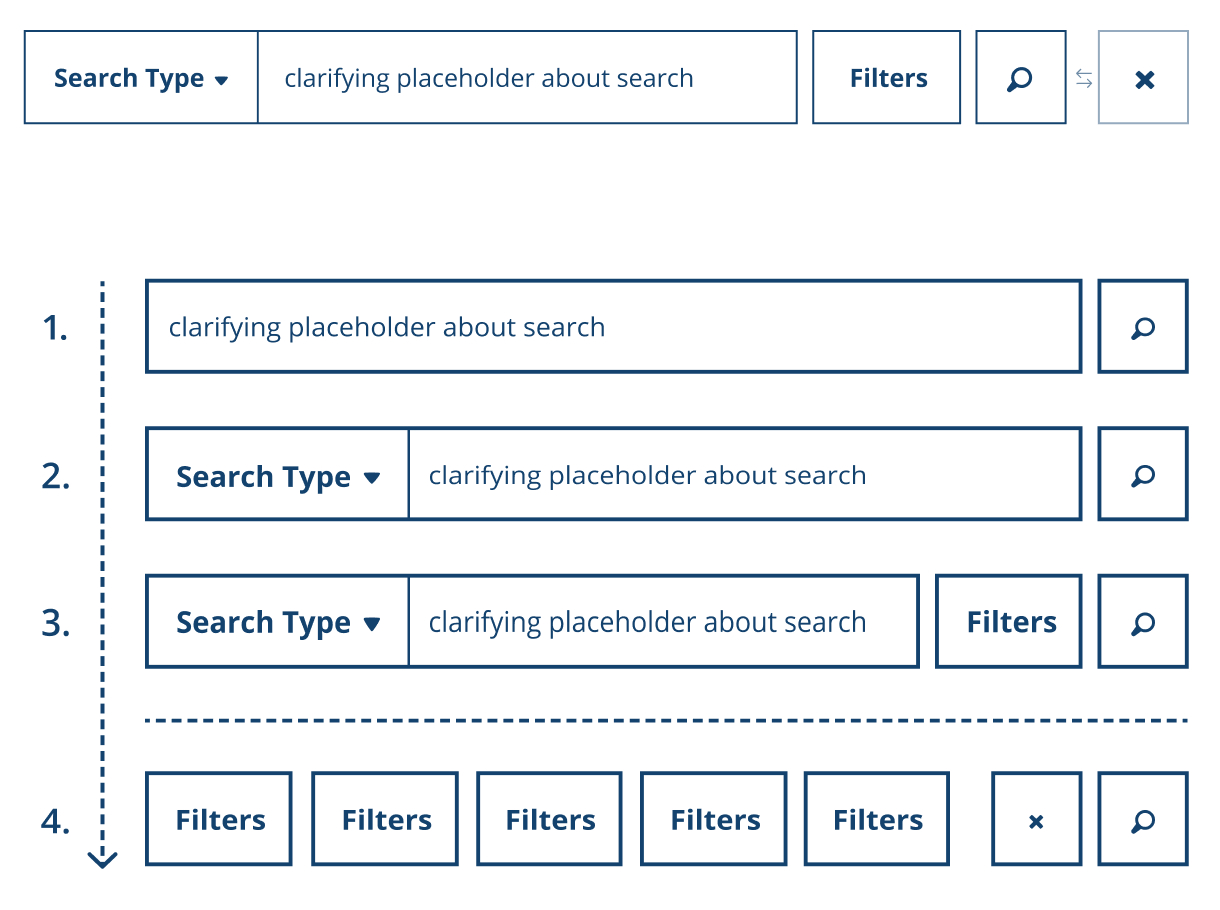 Search Type clarifying placeholder about search Filters
1. clarifying placeholder about search
2. Search Type clarifying placeholder about search
3. Search Type clarifying placeholder about search Filters
4. Filters Filters Filters Filters Filters